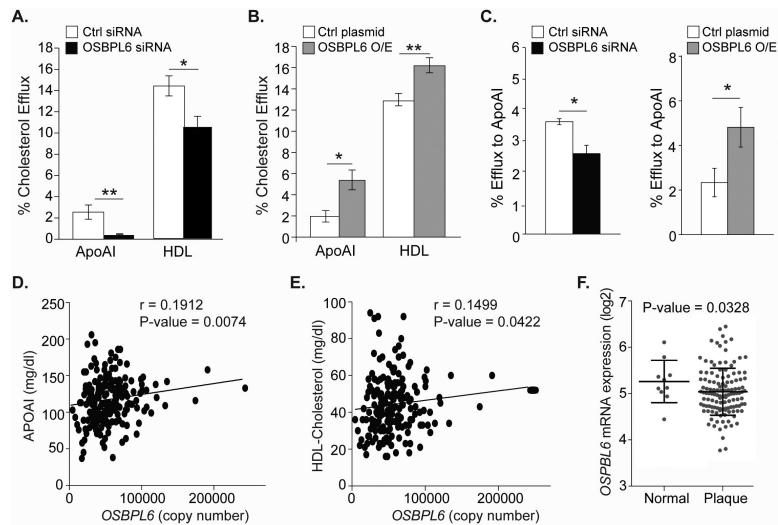 A.
Ctrl siRNA
OSBPL6 siRNA
% Cholesterol Efflux
18
16
14
12
10
8
6
4
2
0
**
*
ApoAI
HDL
B.
Ctrl plasmid
OSBPL6 O/E
% Cholesterol Efflux
18
16
14
12
10
8
6
4
2
0
*
**
ApoAI
HDL
C.
Ctrl siRNA
OSBPL6 siRNA
% Efflux to ApoAI
6
5
4
3
2
1
0
*
Ctrl plasmid
OSBPL6 O/E
% Efflux to ApoAI
8
6
4
2
0
*
D.
r = 0.1912
P-value = 0.0074
APOAI (mg/dl)
250
200
150
100
50
0
0
100000
200000
OSBPL6 (copy number)
E.
r = 0.1499
P-value = 0.0422
HDL-Cholesterol (mg/dl)
100
80
60
40
20
0
0
100000
200000
OSBPL6 (copy number)
F.
P-value = 0.0328
OSPBL6 mRNA expression (log2)
7
6
5
4
3
Normal
Plaque